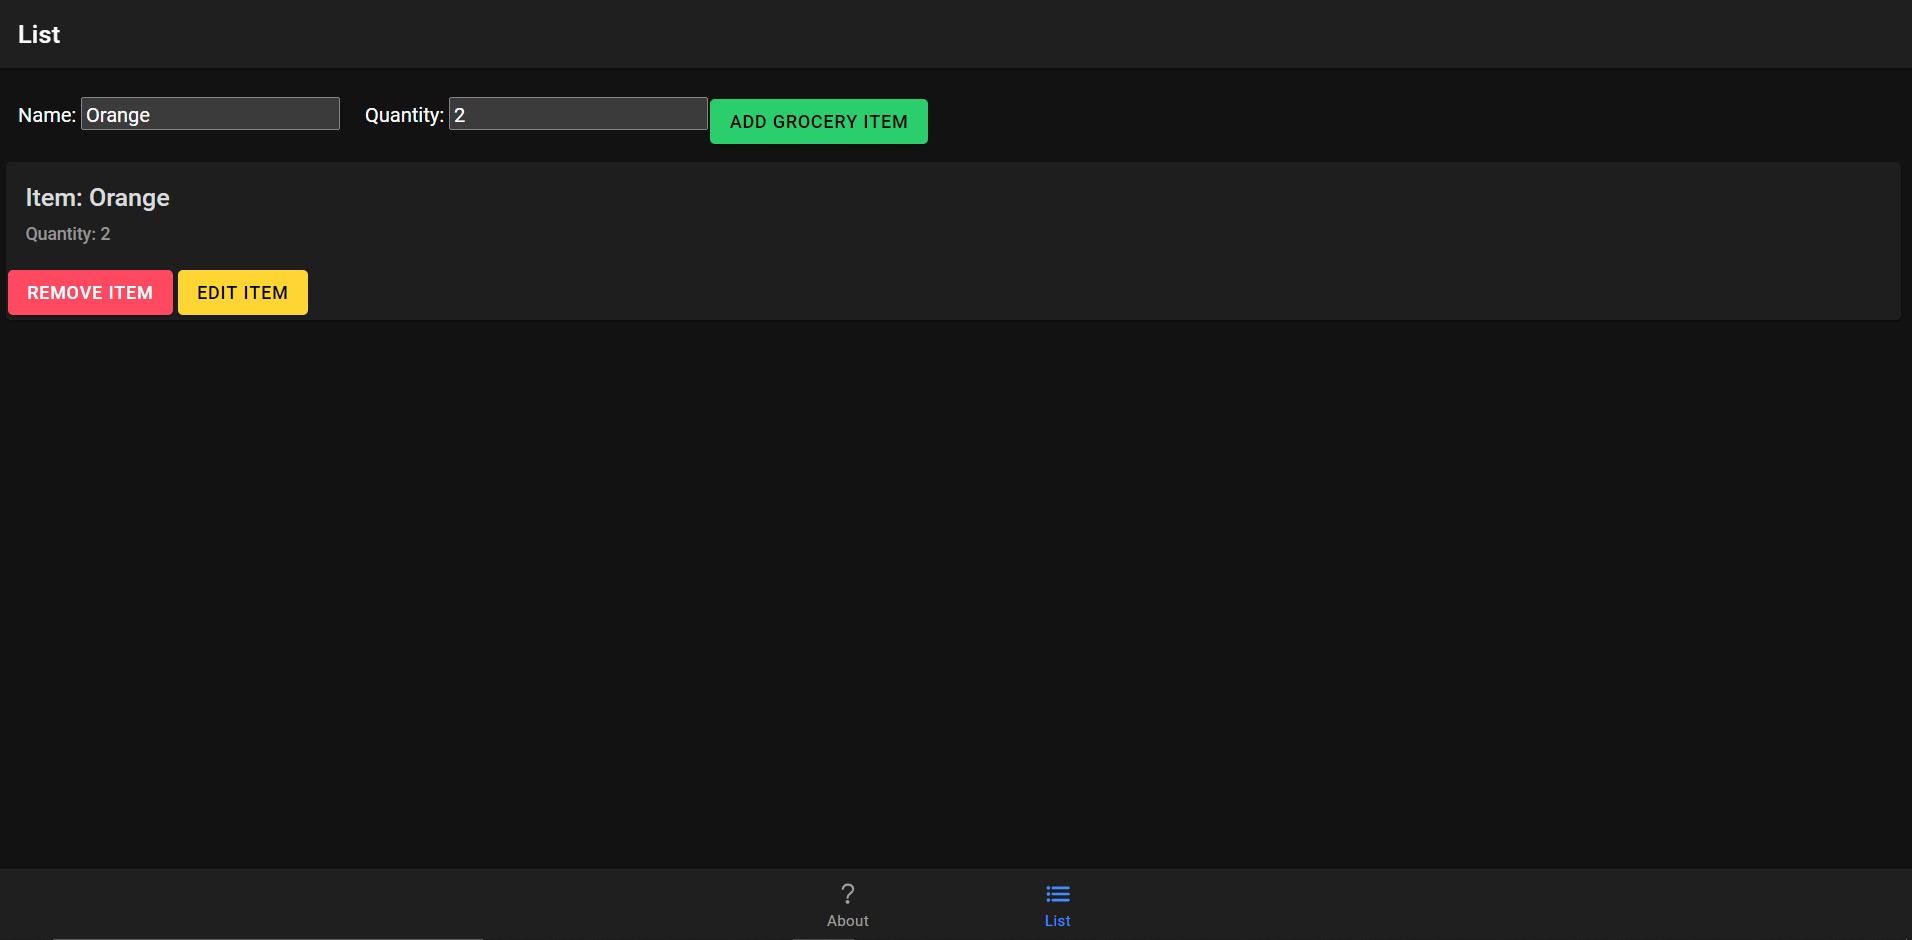 List
Name: Orange Quantity: 2 ADD GROCERY ITEM
Item: Orange
Quantity: 2
REMOVE ITEM EDIT ITEM
About List